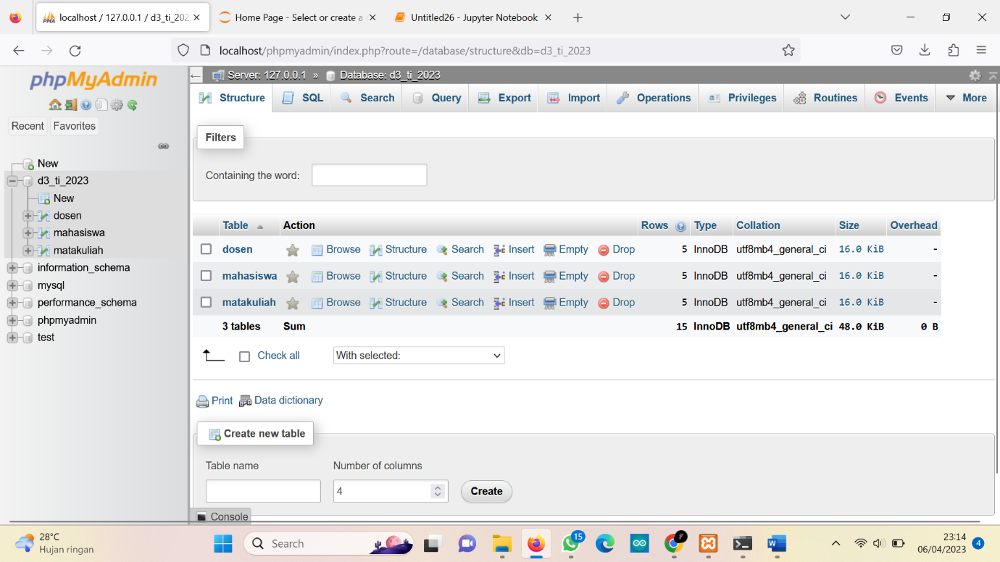 localhost / 127.0.0.1 / d3_ti_202
Home Page - Select or create a
Untitled26 - Jupyter Notebook
localhost/phpmyadmin/index.php?route=/database/structure&db=d3_ti_2023
phpMyAdmin
Recent Favorites
New
d3_ti_2023
New
dosen
mahasiswa
matakuliah
information_schema
mysql
performance_schema
phpmyadmin
test
Server: 127.0.0.1 » Database: d3_ti_2023
Structure SQL Search Query Export Import Operations Privileges Routines Events More
Filters
Containing the word:
Table Action Rows Type Collation Size Overhead
dosen Browse Structure Search Insert Empty Drop 5 InnoDB utf8mb4_general_ci 16.0 KiB -
mahasiswa Browse Structure Search Insert Empty Drop 5 InnoDB utf8mb4_general_ci 16.0 KiB -
matakuliah Browse Structure Search Insert Empty Drop 5 InnoDB utf8mb4_general_ci 16.0 KiB -
3 tables Sum 15 InnoDB utf8mb4_general_ci 48.0 KiB 0 B
Check all With selected:
Print Data dictionary
Create new table
Table name Number of columns
4 Create
Console
28°C
Hujan ringan
Search
15
23:14
06/04/2023
4